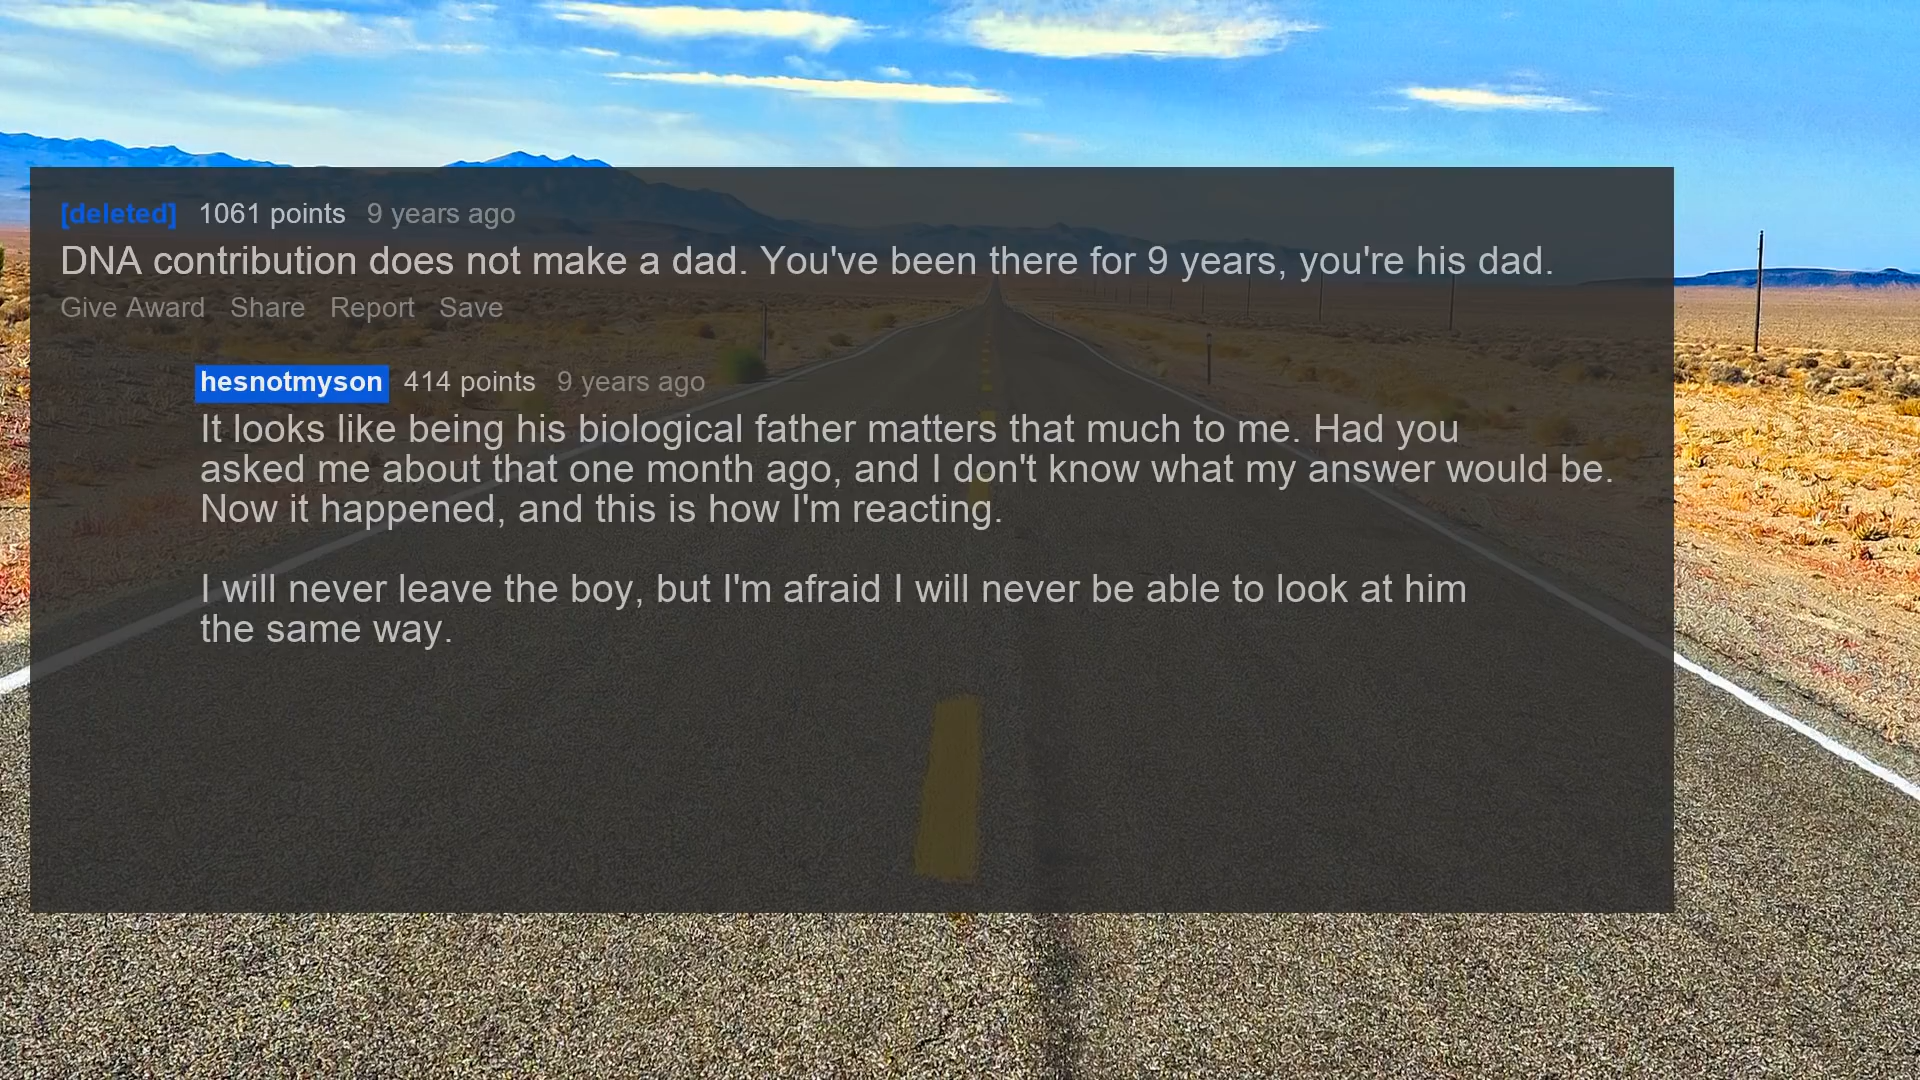 [deleted] 1061 points 9 years ago
DNA contribution does not make a dad. You've been there for 9 years, you're his dad.
Give Award Share Report Save
hesnotmyson 414 points 9 years ago
It looks like being his biological father matters that much to me. Had you
asked me about that one month ago, and I don't know what my answer would be.
Now it happened, and this is how I'm reacting.
I will never leave the boy, but I'm afraid I will never be able to look at him
the same way.